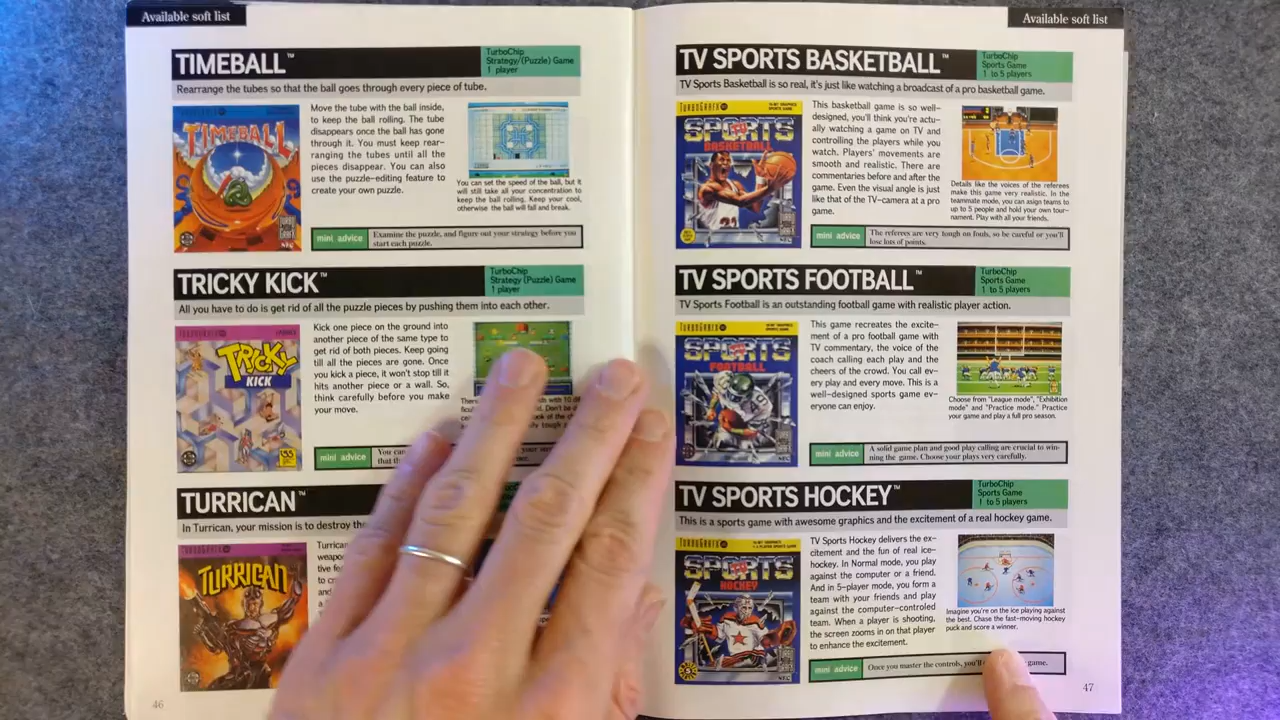 Available soft list
TIMEBALL™
TurboChip
Strategy/(Puzzle) Game
1 player
Rearrange the tubes so that the ball goes through every piece of tube.
TIMEBALL
Move the tube with the ball inside,
to keep the ball rolling. The tube
disappears once the ball has gone
through it. You must keep rear-
ranging the tubes until all the
pieces disappear. You can also
use the puzzle-editing feature to
create your own puzzle.
You can set the speed of the ball, but it
will still take all your concentration to
keep the ball rolling. Keep your cool,
otherwise the ball will fall and break.
mini advice
Examine the puzzle, and figure out your strategy before you
start each puzzle.
TRICKY KICK™
TurboChip
Strategy (Puzzle) Game
1 player
All you have to do is get rid of all the puzzle pieces by pushing them into each other.
TRICKY
KICK
Kick one piece on the ground into
another piece of the same type to
get rid of both pieces. Keep going
till all the pieces are gone. Once
you kick a piece, it won't stop till it
hits another piece or a wall. So,
think carefully before you make
your move.
with 10
mini advice
You
TURRICAN™
In Turrican, your mission is to destroy the
TURRICAN
46
Available soft list
TV SPORTS BASKETBALL™
TurboChip
Sports Game
1 to 5 players
TV Sports Basketball is so real, it's just like watching a broadcast of a pro basketball game.
TV
SPORTS
BASKETBALL
This basketball game is so well-
designed, you'll think you're actu-
ally watching a game on TV and
controlling the players while you
watch. Players' movements are
smooth and realistic. There are
commentaries before and after the
game. Even the visual angle is just
like that of the TV-camera at a pro
game.
Details like the voices of the referees
make this game very realistic. In the
teammate mode, you can asign teams to
up to 5 people and hold your own tour-
nament. Play with all your friends.
mini advice
The referees are very tough on fouls, so be careful or you'll
lose lots of points.
TV SPORTS FOOTBALL™
TurboChip
Sports Game
1 to 5 players
TV Sports Football is an outstanding football game with realistic player action.
TV
SPORTS
FOOTBALL
This game recreates the excite-
ment of a pro football game with
TV commentary, the voice of the
coach calling each play and the
cheers of the crowd. You call ev-
ery play and every move. This is a
well-designed sports game ev-
eryone can enjoy.
Choose from "League mode", "Exhibition
mode" and "Practice mode." Practice
your game and play a full pro season.
mini advice
A solid game plan and good play calling are crucial to win-
ning the game. Choose your plays very carefully.
TV SPORTS HOCKEY™
TurboChip
Sports Game
1 to 5 players
This is a sports game with awesome graphics and the excitement of a real hockey game.
TV
SPORTS
HOCKEY
TV Sports Hockey delivers the ex-
citement and the fun of real ice-
hockey. In Normal mode, you play
against the computer or a friend.
And in 5-player mode, you form a
team with your friends and play
against the computer-controled
team. When a player is shooting,
the screen zooms in on that player
to enhance the excitement.
Imagine you're on the ice playing against
the best. Chase the fast-moving hockey
puck and score a winner.
mini advice
Once you master the controls, you'll game.
47